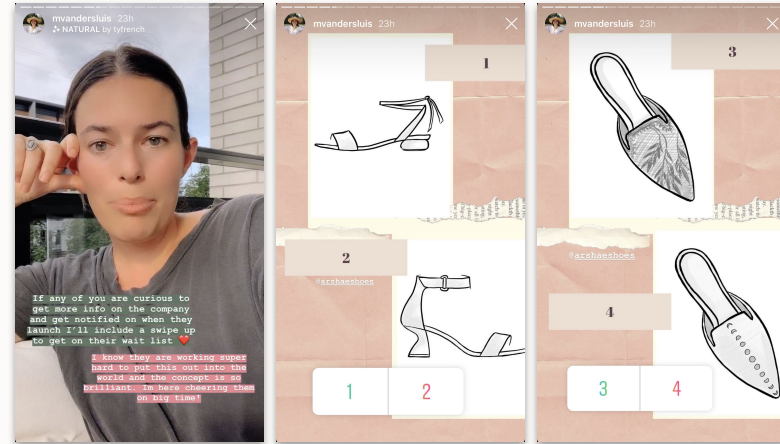 mvandersluis 23h
NATURAL by tyfrench
If any of you are curious to
get more info on the company
and get notified on when they
launch I'll include a swipe up
to get on their wait list ❤️
I know they are working super
hard to put this out into the
world and the concept is so
brilliant. Im here cheering them
on big time!
mvandersluis 23h
1
2
@arshaeshoes
1 2
mvandersluis 23h
3
@arshaeshoes
4
3 4